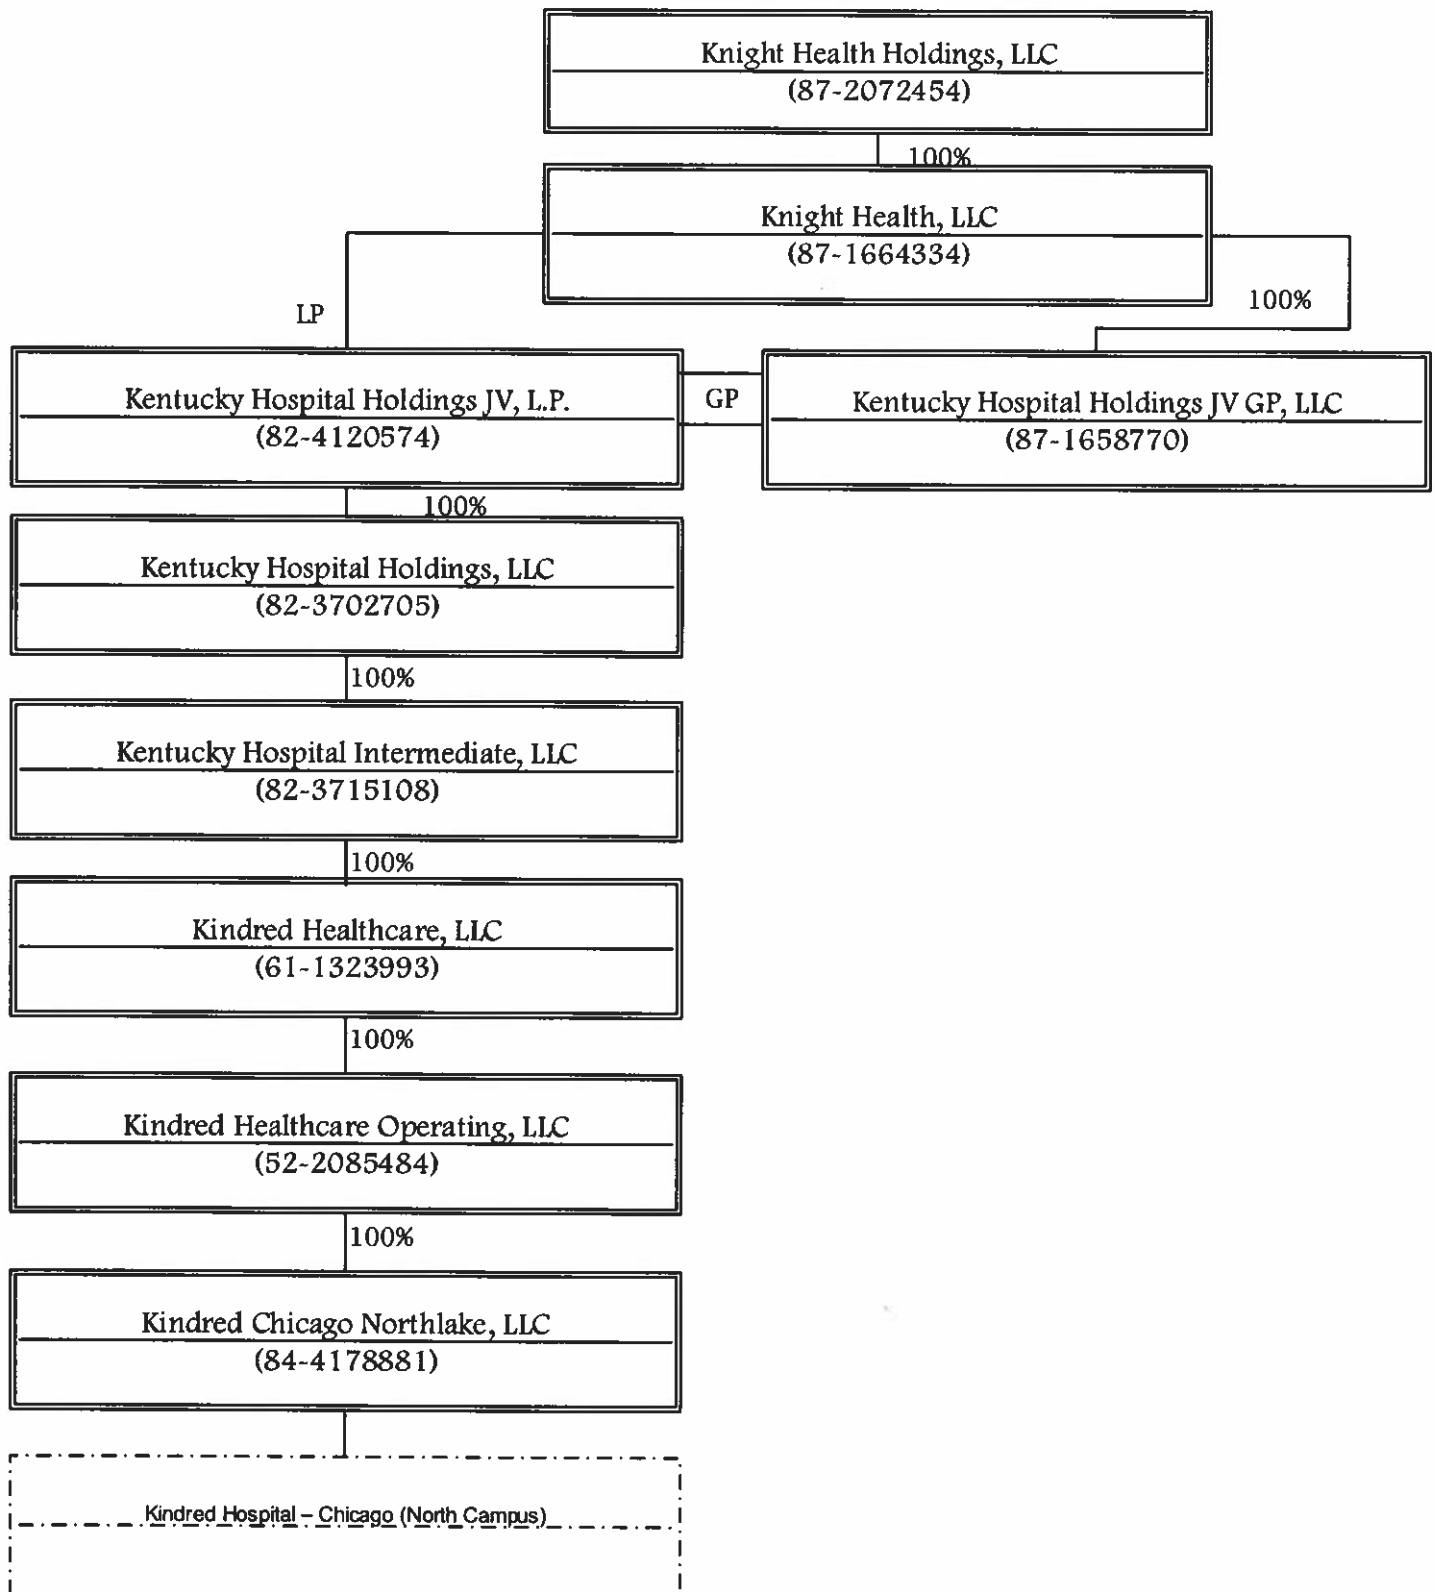 Knight Health Holdings, LLC
(87-2072454)
100%
Knight Health, LLC
(87-1664334)
LP
100%
Kentucky Hospital Holdings JV, L.P.
(82-4120574)
GP
Kentucky Hospital Holdings JV GP, LLC
(87-1658770)
100%
Kentucky Hospital Holdings, LLC
(82-3702705)
100%
Kentucky Hospital Intermediate, LLC
(82-3715108)
100%
Kindred Healthcare, LLC
(61-1323993)
100%
Kindred Healthcare Operating, LLC
(52-2085484)
100%
Kindred Chicago Northlake, LLC
(84-4178881)
Kindred Hospital – Chicago (North Campus)